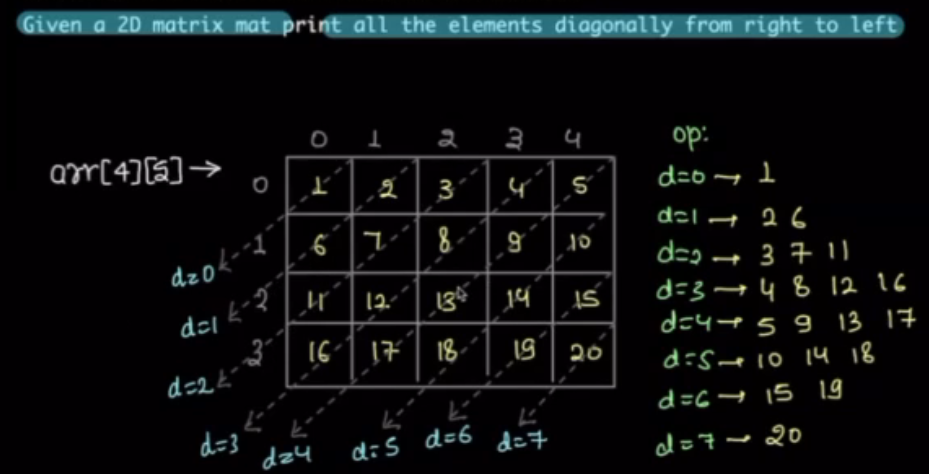 Given a 2D matrix mat print all the elements diagonally from right to left
arr[4][5] →
0 1 2 3 4
0 1 2 3 4 5
1 6 7 8 9 10
2 11 12 13 14 15
3 16 17 18 19 20
d=0
d=1
d=2
d=3
d=4
d=5
d=6
d=7
op:
d=0 → 1
d=1 → 2 6
d=2 → 3 7 11
d=3 → 4 8 12 16
d=4 → 5 9 13 17
d=5 → 10 14 18
d=6 → 15 19
d=7 → 20